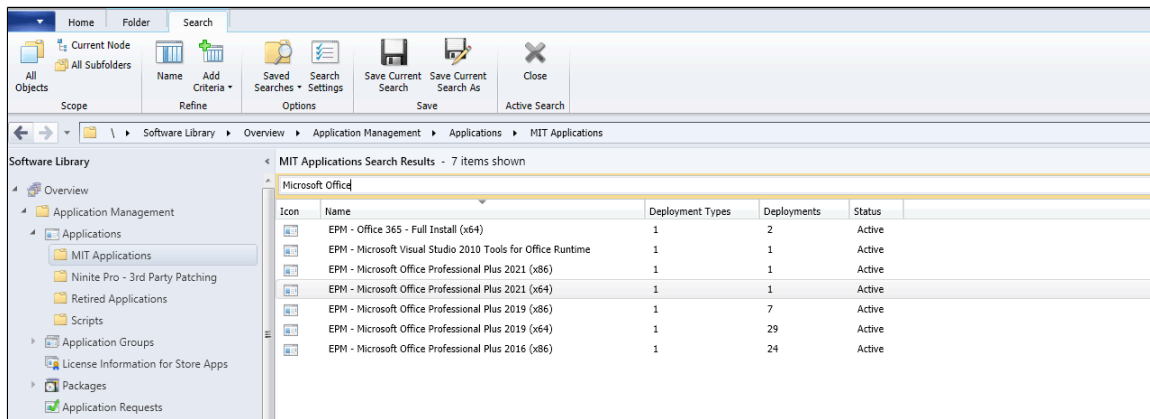 Home Folder Search
Current Node
All Subfolders
All Objects
Name
Add Criteria
Saved Searches
Search Settings
Save Current Search
Save Current Search As
Close
Scope Refine Options Save Active Search
\ Software Library Overview Application Management Applications MIT Applications
Software Library
Overview
Application Management
Applications
MIT Applications
Ninite Pro - 3rd Party Patching
Retired Applications
Scripts
Application Groups
License Information for Store Apps
Packages
Application Requests
MIT Applications Search Results - 7 items shown
Microsoft Office
Icon Name Deployment Types Deployments Status
EPM - Office 365 - Full Install (x64) 1 2 Active
EPM - Microsoft Visual Studio 2010 Tools for Office Runtime 1 1 Active
EPM - Microsoft Office Professional Plus 2021 (x86) 1 1 Active
EPM - Microsoft Office Professional Plus 2021 (x64) 1 1 Active
EPM - Microsoft Office Professional Plus 2019 (x86) 1 7 Active
EPM - Microsoft Office Professional Plus 2019 (x64) 1 29 Active
EPM - Microsoft Office Professional Plus 2016 (x86) 1 24 Active